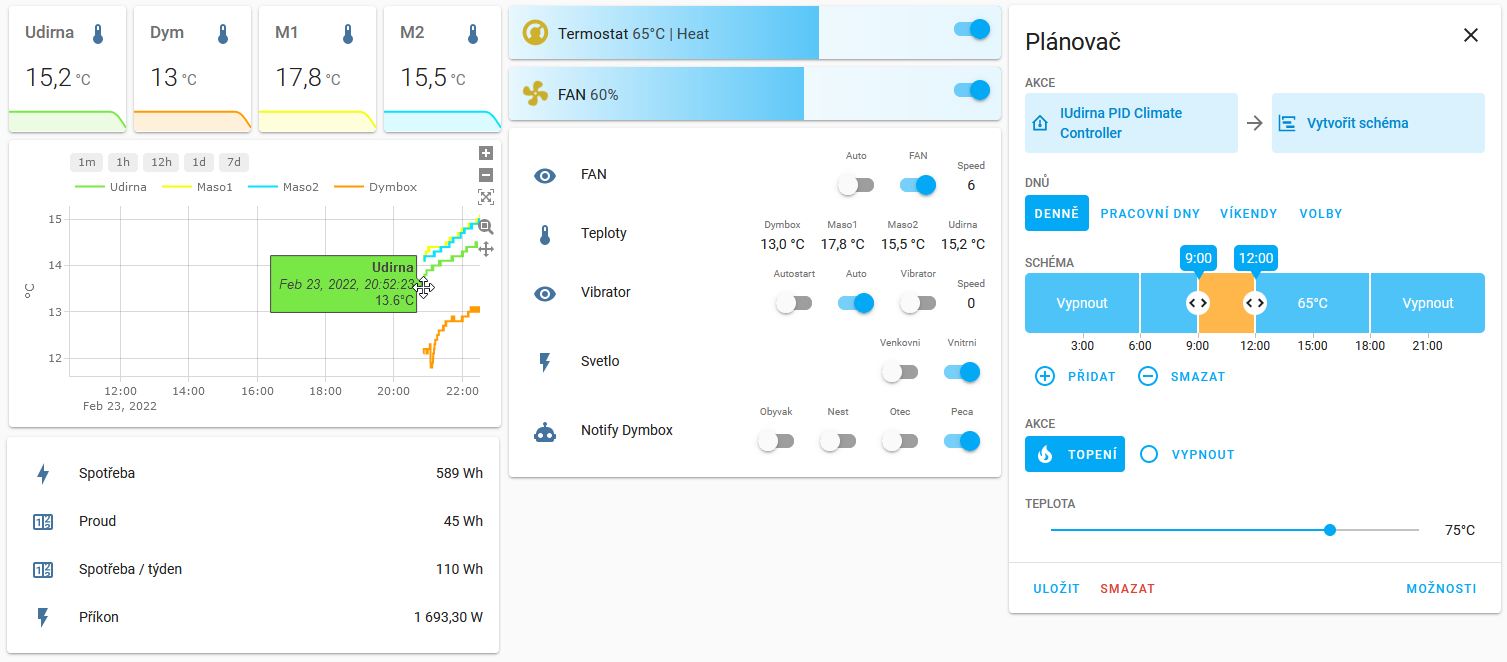 Udirna
15,2 °C
Dym
13 °C
M1
17,8 °C
M2
15,5 °C
1m 1h 12h 1d 7d
Udirna Maso1 Maso2 Dymbox
15
14
13
12
°C
Udirna
Feb 23, 2022, 20:52:23
13.6°C
12:00 14:00 16:00 18:00 20:00 22:00
Feb 23, 2022
Spotřeba 589 Wh
Proud 45 Wh
Spotřeba / týden 110 Wh
Příkon 1 693,30 W
Termostat 65°C | Heat
FAN 60%
Auto FAN Speed
FAN 6
Dymbox Maso1 Maso2 Udirna
Teploty 13,0 °C 17,8 °C 15,5 °C 15,2 °C
Autostart Auto Vibrator Speed
Vibrator 0
Venkovni Vnitrni
Svetlo
Obyvak Nest Otec Peca
Notify Dymbox
Plánovač
AKCE
IUdirna PID Climate
Controller
Vytvořit schéma
DNŮ
DENNĚ PRACOVNÍ DNY VÍKENDY VOLBY
SCHÉMA
9:00 12:00
Vypnout 65°C Vypnout
3:00 6:00 9:00 12:00 15:00 18:00 21:00
PŘIDAT SMAZAT
AKCE
TOPENÍ VYPNOUT
TEPLOTA
75°C
ULOŽIT SMAZAT MOŽNOSTI